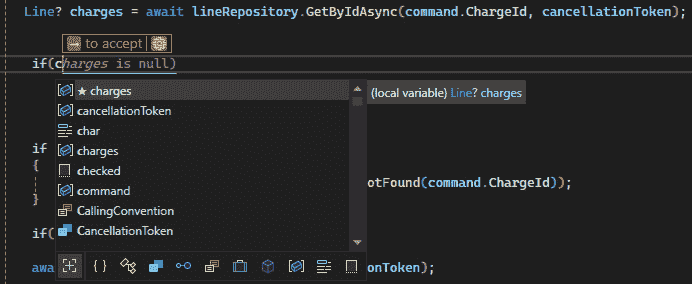 Line? charges = await lineRepository.GetByIdAsync(command.ChargeId, cancellationToken);
to accept
if(charges is null)
★ charges
(local variable) Line? charges
cancellationToken
char
charges
if
checked
{
command
otFound(command.ChargeId));
}
CallingConvention
if(
CancellationToken
{ }
awa
onToken);